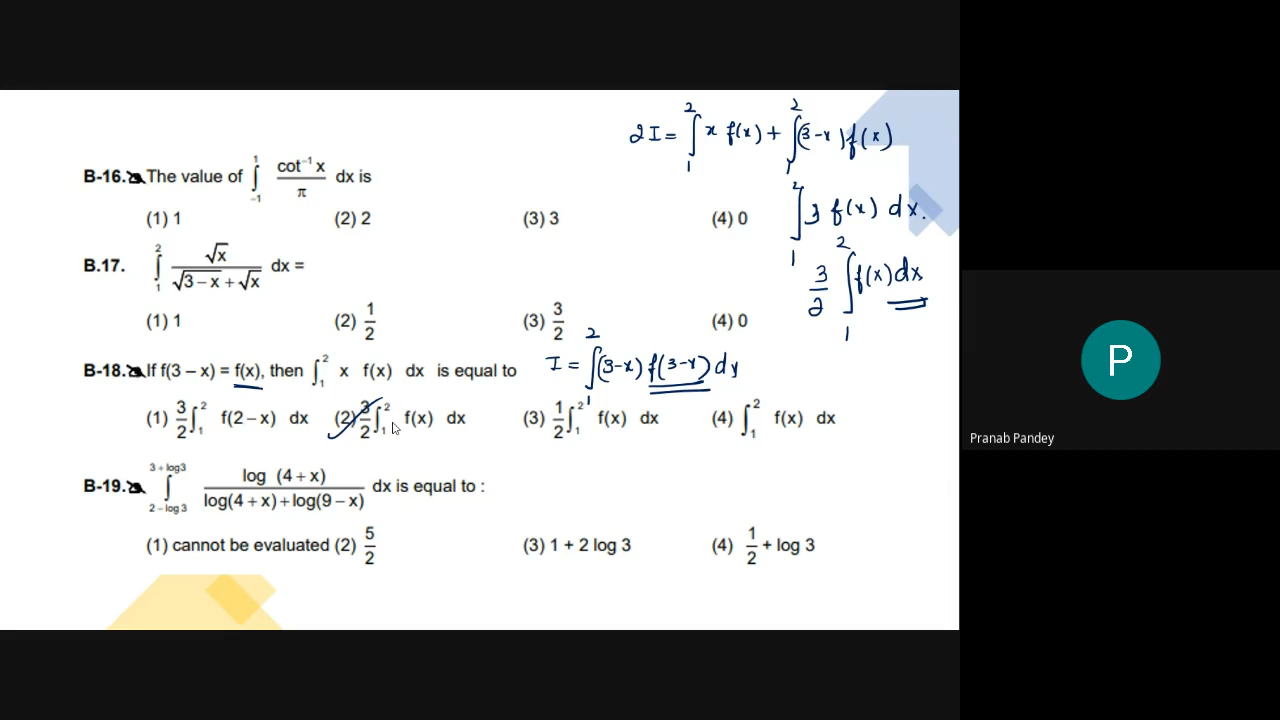 2I = ∫₁² x f(x) + ∫₁² (3-x) f(x)
B-16. The value of ∫₋₁¹ cot⁻¹x / π dx is
∫₁² 3 f(x) dx.
(1) 1 (2) 2 (3) 3 (4) 0
B.17. ∫₁² √x / (√3 – x + √x) dx =
3/2 ∫₁² f(x) dx
(1) 1 (2) 1/2 (3) 3/2 (4) 0
B-18. If f(3 – x) = f(x), then ∫₁² x f(x) dx is equal to
I = ∫₁² (3-x) f(3-x) dx
(1) 3/2 ∫₁² f(2 – x) dx (2) 3/2 ∫₁² f(x) dx (3) 1/2 ∫₁² f(x) dx (4) ∫₁² f(x) dx
B-19. ∫ from 2 – log 3 to 3 + log3 log (4 + x) / (log(4 + x) + log(9 – x)) dx is equal to :
(1) cannot be evaluated (2) 5/2 (3) 1 + 2 log 3 (4) 1/2 + log 3
P
Pranab Pandey